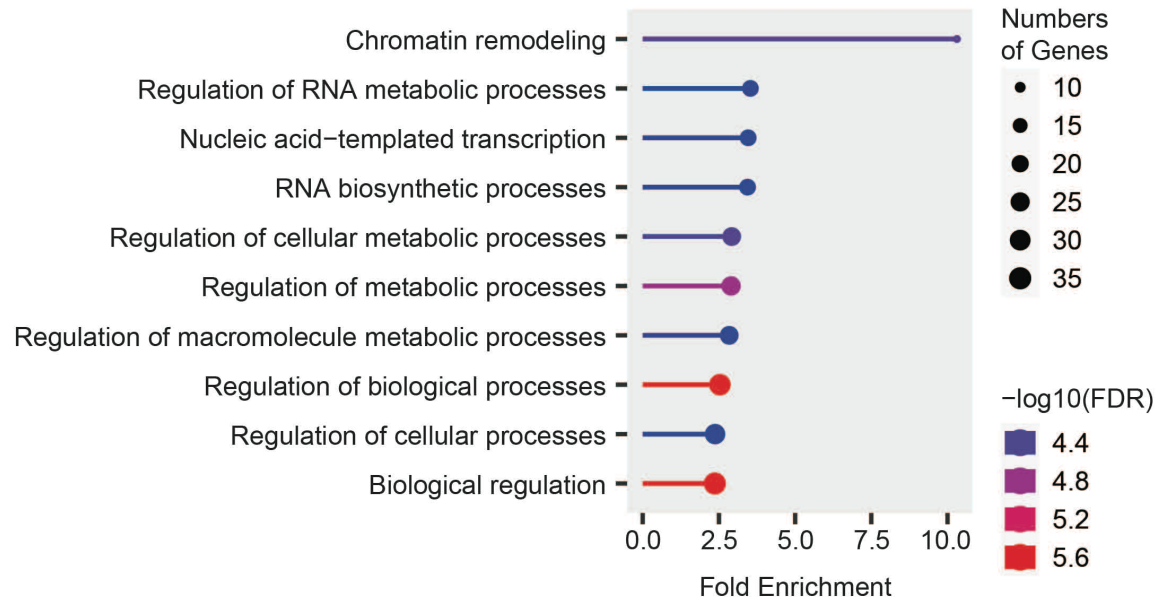 Chromatin remodeling
Regulation of RNA metabolic processes
Nucleic acid−templated transcription
RNA biosynthetic processes
Regulation of cellular metabolic processes
Regulation of metabolic processes
Regulation of macromolecule metabolic processes
Regulation of biological processes
Regulation of cellular processes
Biological regulation
0.0 2.5 5.0 7.5 10.0
Fold Enrichment
Numbers
of Genes
10
15
20
25
30
35
−log10(FDR)
4.4
4.8
5.2
5.6